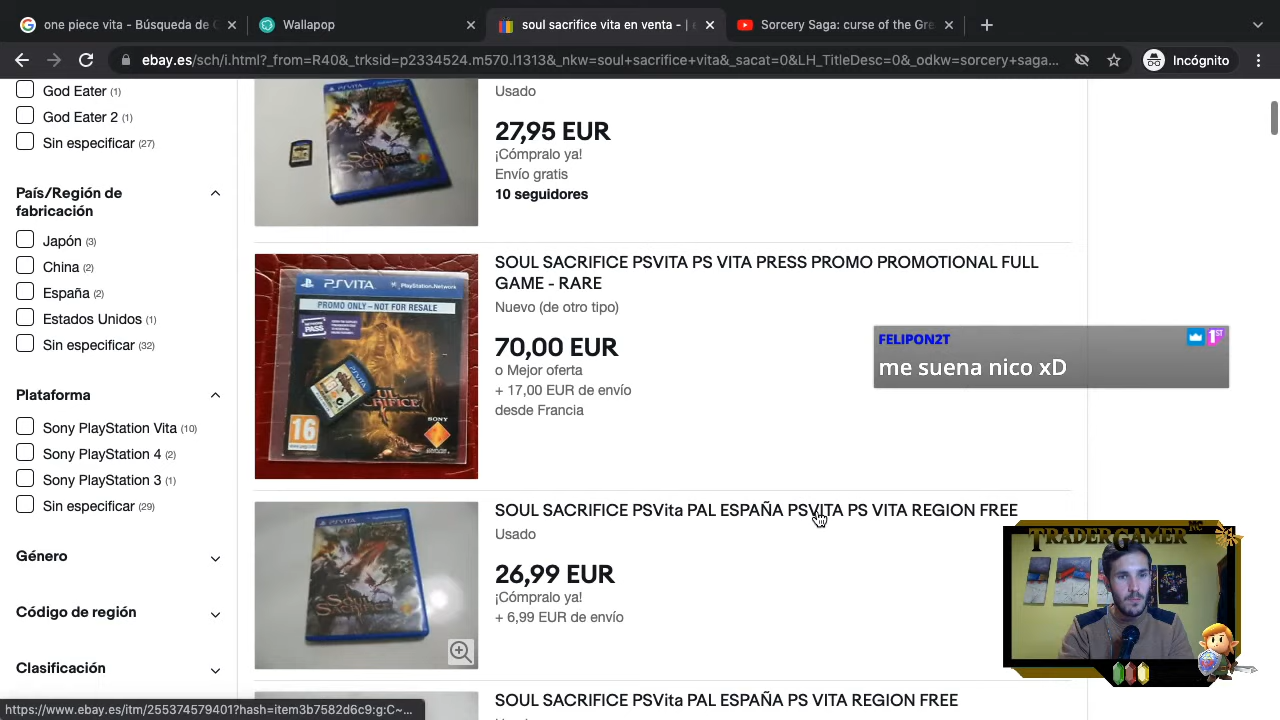 one piece vita - Búsqueda de G
Wallapop
soul sacrifice vita en venta - | e
Sorcery Saga: curse of the Gre
ebay.es/sch/i.html?_from=R40&_trksid=p2334524.m570.l1313&_nkw=soul+sacrifice+vita&_sacat=0&LH_TitleDesc=0&_odkw=sorcery+saga...
Incógnito
God Eater (1)
God Eater 2 (1)
Sin especificar (27)
País/Región de
fabricación
Japón (3)
China (2)
España (2)
Estados Unidos (1)
Sin especificar (32)
Plataforma
Sony PlayStation Vita (10)
Sony PlayStation 4 (2)
Sony PlayStation 3 (1)
Sin especificar (29)
Género
Código de región
Clasificación
Usado
27,95 EUR
¡Cómpralo ya!
Envío gratis
10 seguidores
SOUL SACRIFICE PSVITA PS VITA PRESS PROMO PROMOTIONAL FULL
GAME - RARE
Nuevo (de otro tipo)
70,00 EUR
o Mejor oferta
+ 17,00 EUR de envío
desde Francia
PSVITA
PlayStation Network
PROMO ONLY – NOT FOR RESALE
16
SONY
FELIPON2T
1ST
me suena nico xD
SOUL SACRIFICE PSVita PAL ESPAÑA PSVITA PS VITA REGION FREE
Usado
26,99 EUR
¡Cómpralo ya!
+ 6,99 EUR de envío
SOUL SACRIFICE PSVita PAL ESPAÑA PS VITA REGION FREE
TRADERGAMER MC
https://www.ebay.es/itm/255374579401?hash=item3b7582d6c9:g:C~...